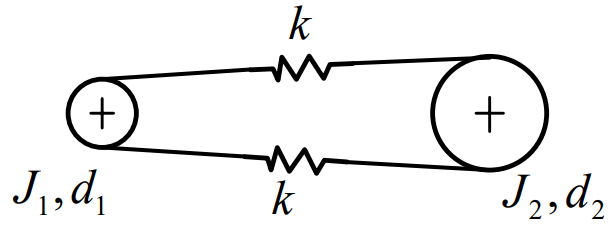 k
J₁, d₁
k
J₂, d₂